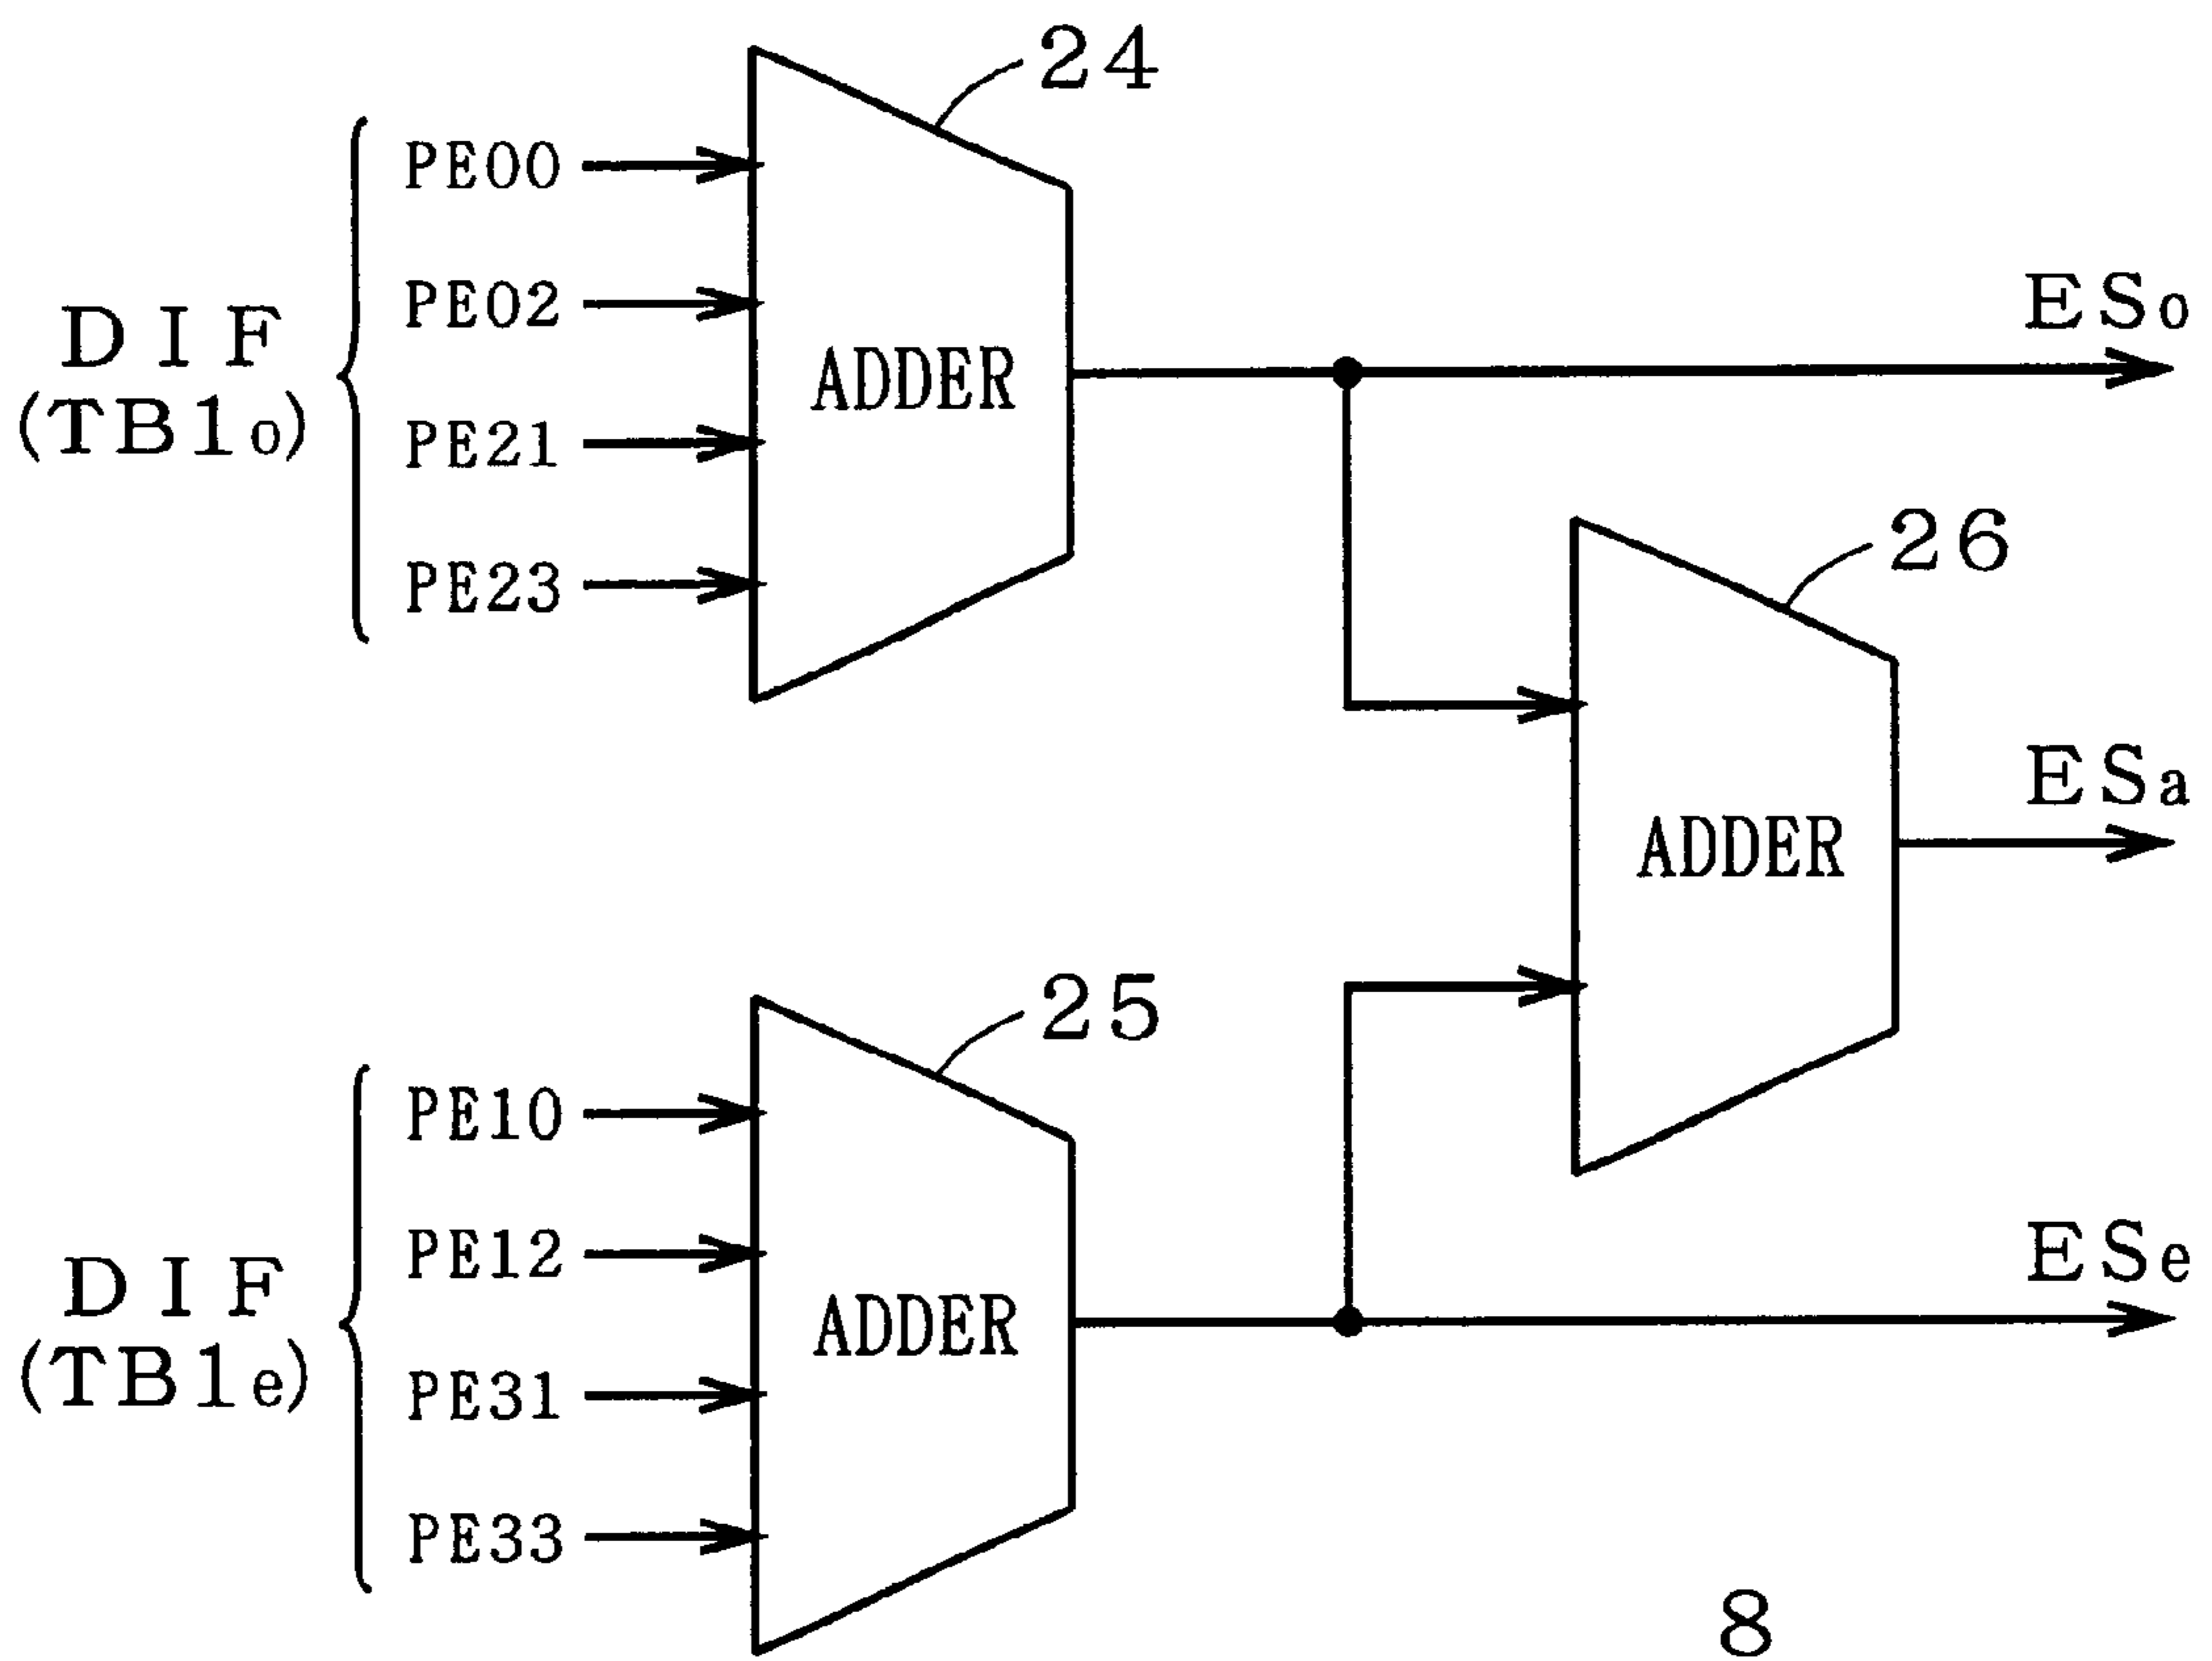 24
PE00
PE02
DIF
(TB1o)
ADDER
PE21
PE23
ESo
26
ADDER
ESa
25
PE10
PE12
DIF
(TB1e)
ADDER
PE31
PE33
ESe
8